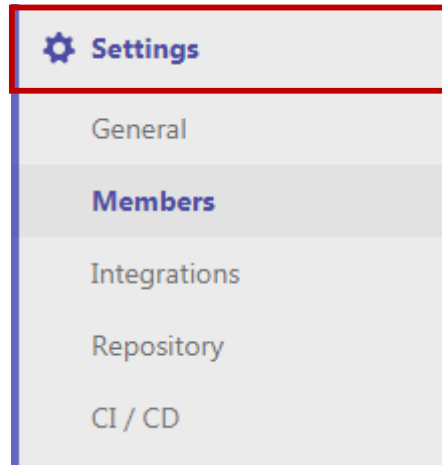 Settings
General
Members
Integrations
Repository
CI / CD